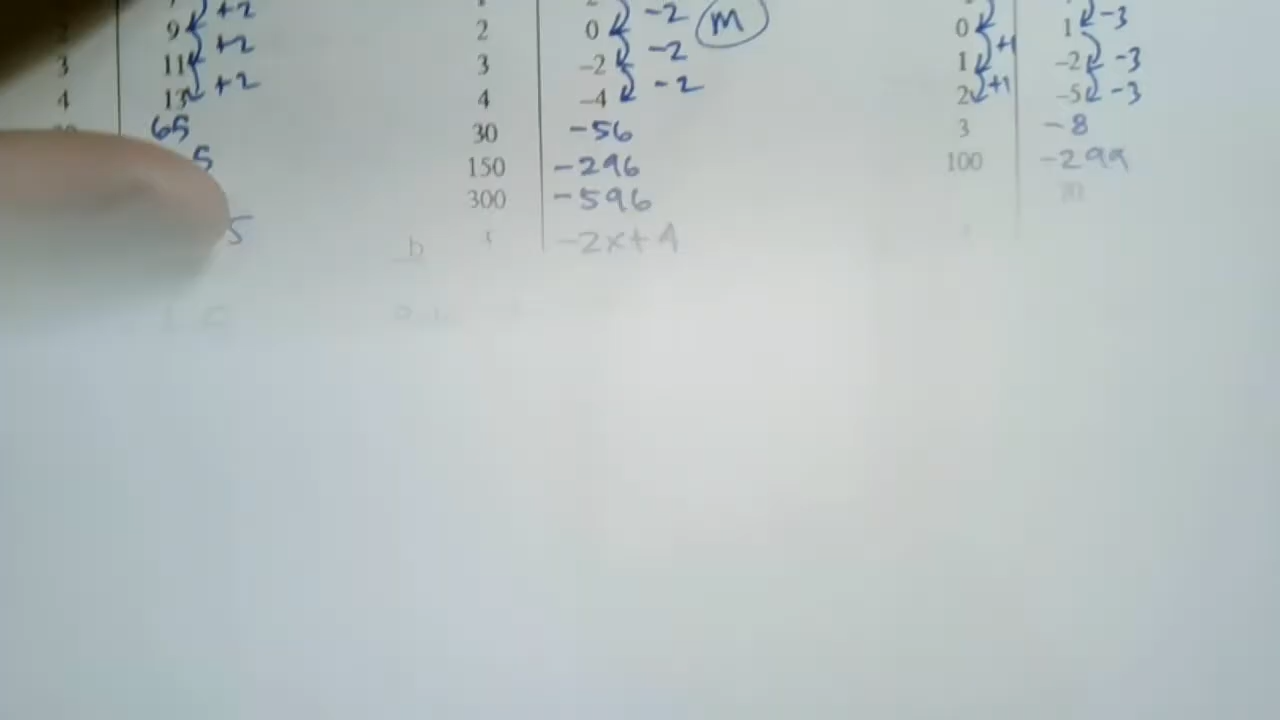 9 +2 2 0 -2 m 0 1 -3
3 11 +2 3 -2 -2 1 +1 -2 -3
4 13 +2 4 -4 -2 2 +1 -5 -3
65 30 -56 3 -8
5 150 -296 100 -299
300 -596
5 b -2x+4